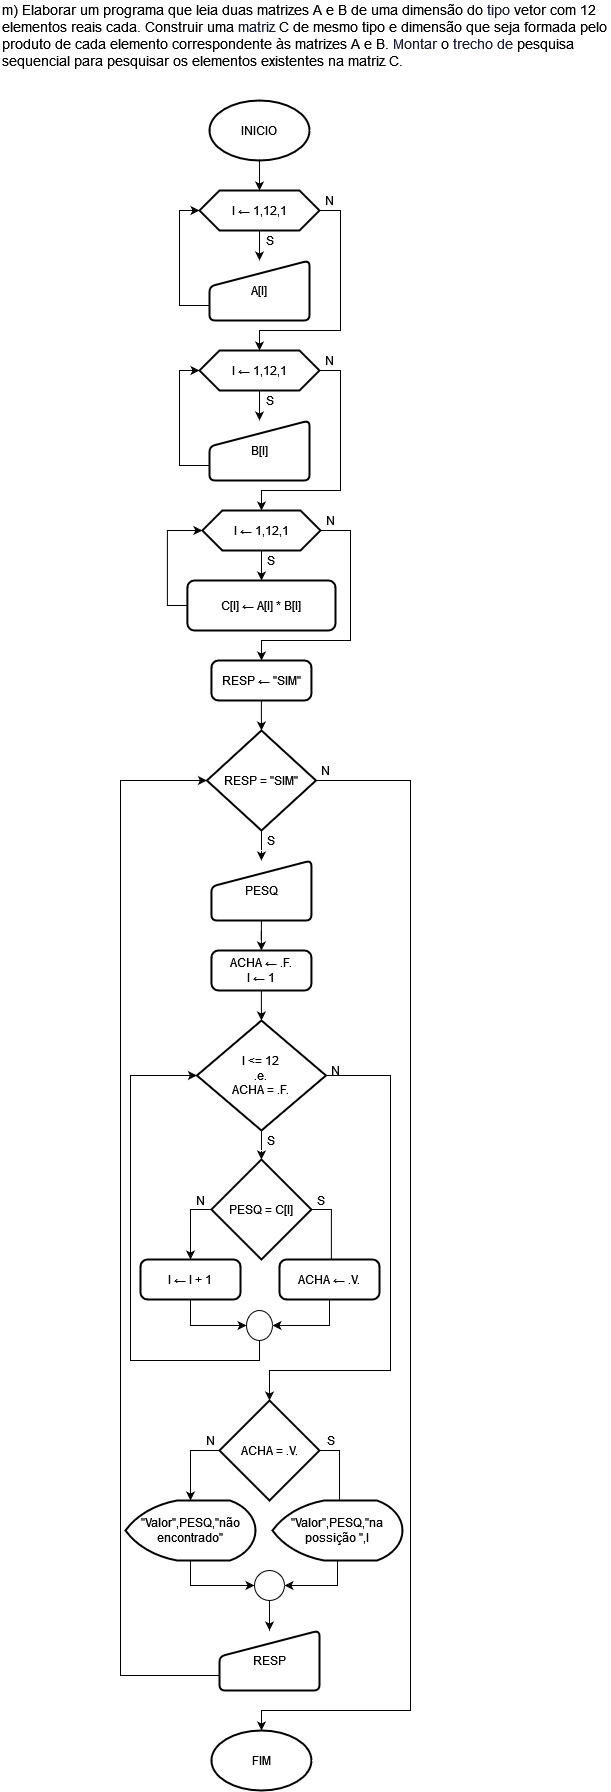 m) Elaborar um programa que leia duas matrizes A e B de uma dimensão do tipo vetor com 12
elementos reais cada. Construir uma matriz C de mesmo tipo e dimensão que seja formada pelo
produto de cada elemento correspondente às matrizes A e B. Montar o trecho de pesquisa
sequencial para pesquisar os elementos existentes na matriz C.
INICIO
I ← 1,12,1
N
S
A[I]
I ← 1,12,1
N
S
B[I]
I ← 1,12,1
N
S
C[I] ← A[I] * B[I]
RESP ← "SIM"
RESP = "SIM"
N
S
PESQ
ACHA ← .F.
I ← 1
I <= 12
.e.
ACHA = .F.
N
S
PESQ = C[I]
N
S
I ← I + 1
ACHA ← .V.
ACHA = .V.
N
S
"Valor",PESQ,"não
encontrado"
"Valor",PESQ,"na
possição ",I
RESP
FIM